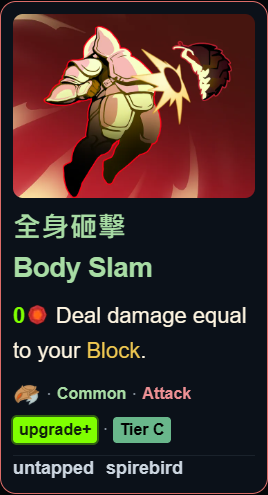 全身砸擊
Body Slam
0 Deal damage equal
to your Block.
· Common · Attack
upgrade+ · Tier C
untapped spirebird